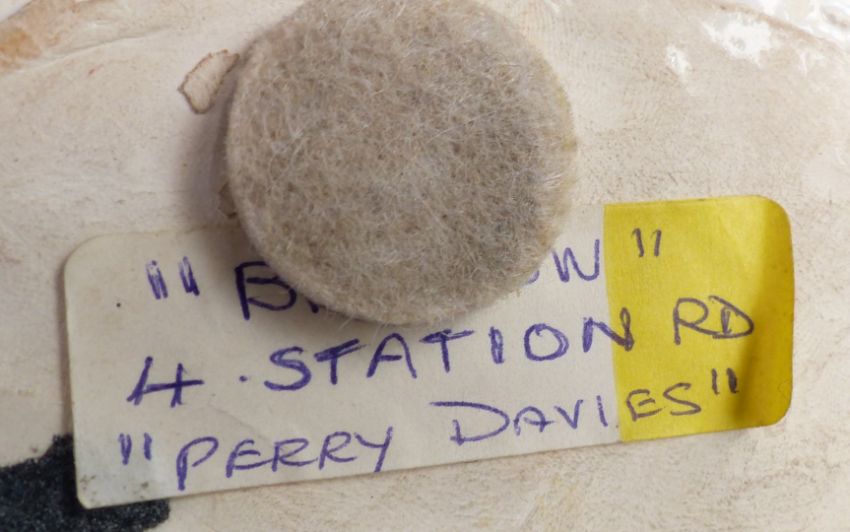 4 . STATION RD
"PERRY DAVIES"